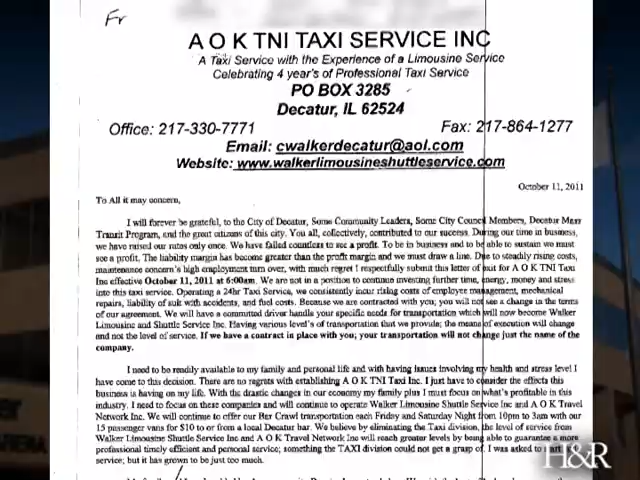 Fr
A O K TNI TAXI SERVICE INC
A Taxi Service with the Experience of a Limousine Service
Celebrating 4 year's of Professional Taxi Service
PO BOX 3285
Decatur, IL 62524
Office: 217-330-7771 Fax: 217-864-1277
Email: cwalkerdecatur@aol.com
Website: www.walkerlimousineshuttleservice.com
October 11, 2011
To All it may concern,
I will forever be grateful, to the City of Decatur, Some Community Leaders, Some City Council Members, Decatur Mass
Transit Program, and the great citizens of this city. You all, collectively, contributed to our success. During our time in business,
we have raised our rates only once. We have failed countless to see a profit. To be in business and to be able to sustain we must
see a profit. The liability margin has become greater than the profit margin and we must draw a line. Due to steadily rising costs,
maintenance concern's high employment turn over, with much regret I respectfully submit this letter of out for A O K TNI Taxi
Inc effective October 11, 2011 at 6:00am. We are not in a position to continue investing further time, energy, money and stress
into this taxi service. Operating a 24hr Taxi Service, we consistently incur rising costs of employee management, mechanical
repairs, liability of suit with accidents, and fuel costs. Because we are contracted with you; you will not see a change in the terms
of our agreement. We will have a committed driver handle your specific needs for transportation which will now become Walker
Limousine and Shuttle Service Inc. Having various level's of transportation that we provide; the means of execution will change
and not the level of service. If we have a contract in place with you; your transportation will not change just the name of the
company.
I need to be readily available to my family and personal life and with having issues involving my health and stress level I
have come to this decision. There are no regrets with establishing A O K TNI Taxi Inc. I just have to consider the effects this
business is having on my life. With the drastic changes in our economy my family plus I must focus on what's profitable in this
industry. I need to focus on these companies and will continue to operate Walker Limousine Shuttle Service Inc and A O K Travel
Network Inc. We will continue to offer our Bar Crawl transportation each Friday and Saturday Night from 10pm to 3am with our
15 passenger vans for $10 to or from a local Decatur bar. We believe by eliminating the Taxi division, the level of service from
Walker Limousine Shuttle Service Inc and A O K Travel Network Inc will reach greater levels by being able to guarantee a more
professional timely efficient and personal service; something the TAXI division could not get a grasp of. I was asked to
service; but it has grown to be just too much.
H&R